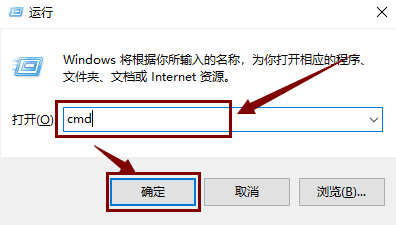 运行
Windows 将根据你所输入的名称，为你打开相应的程序、
文件夹、文档或 Internet 资源。
打开(O): cmd
确定 取消 浏览(B)...